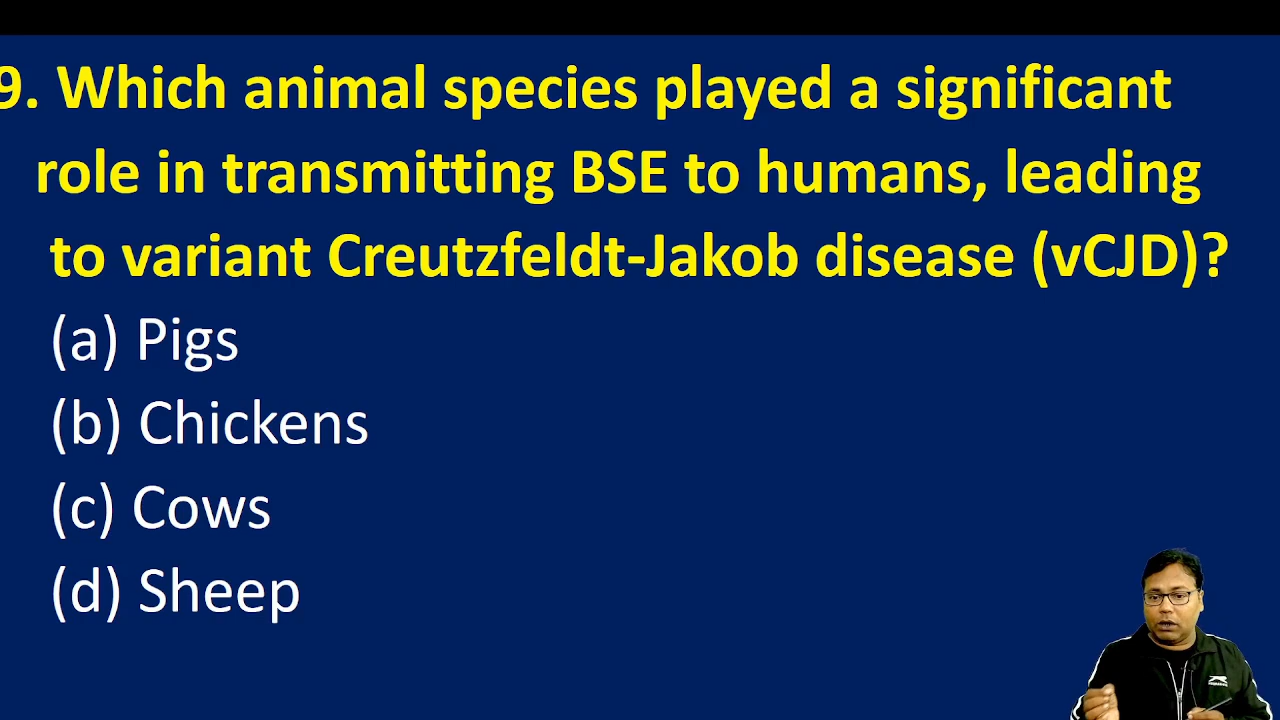 9. Which animal species played a significant
role in transmitting BSE to humans, leading
to variant Creutzfeldt-Jakob disease (vCJD)?
(a) Pigs
(b) Chickens
(c) Cows
(d) Sheep